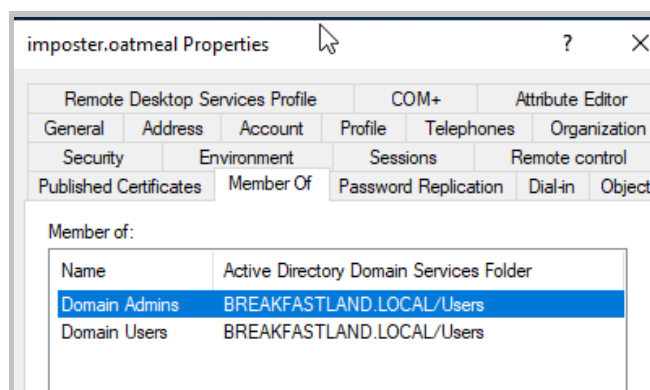 imposter.oatmeal Properties ?
Remote Desktop Services Profile COM+ Attribute Editor
General Address Account Profile Telephones Organization
Security Environment Sessions Remote control
Published Certificates Member Of Password Replication Dial-in Object
Member of:
Name Active Directory Domain Services Folder
Domain Admins BREAKFASTLAND.LOCAL/Users
Domain Users BREAKFASTLAND.LOCAL/Users